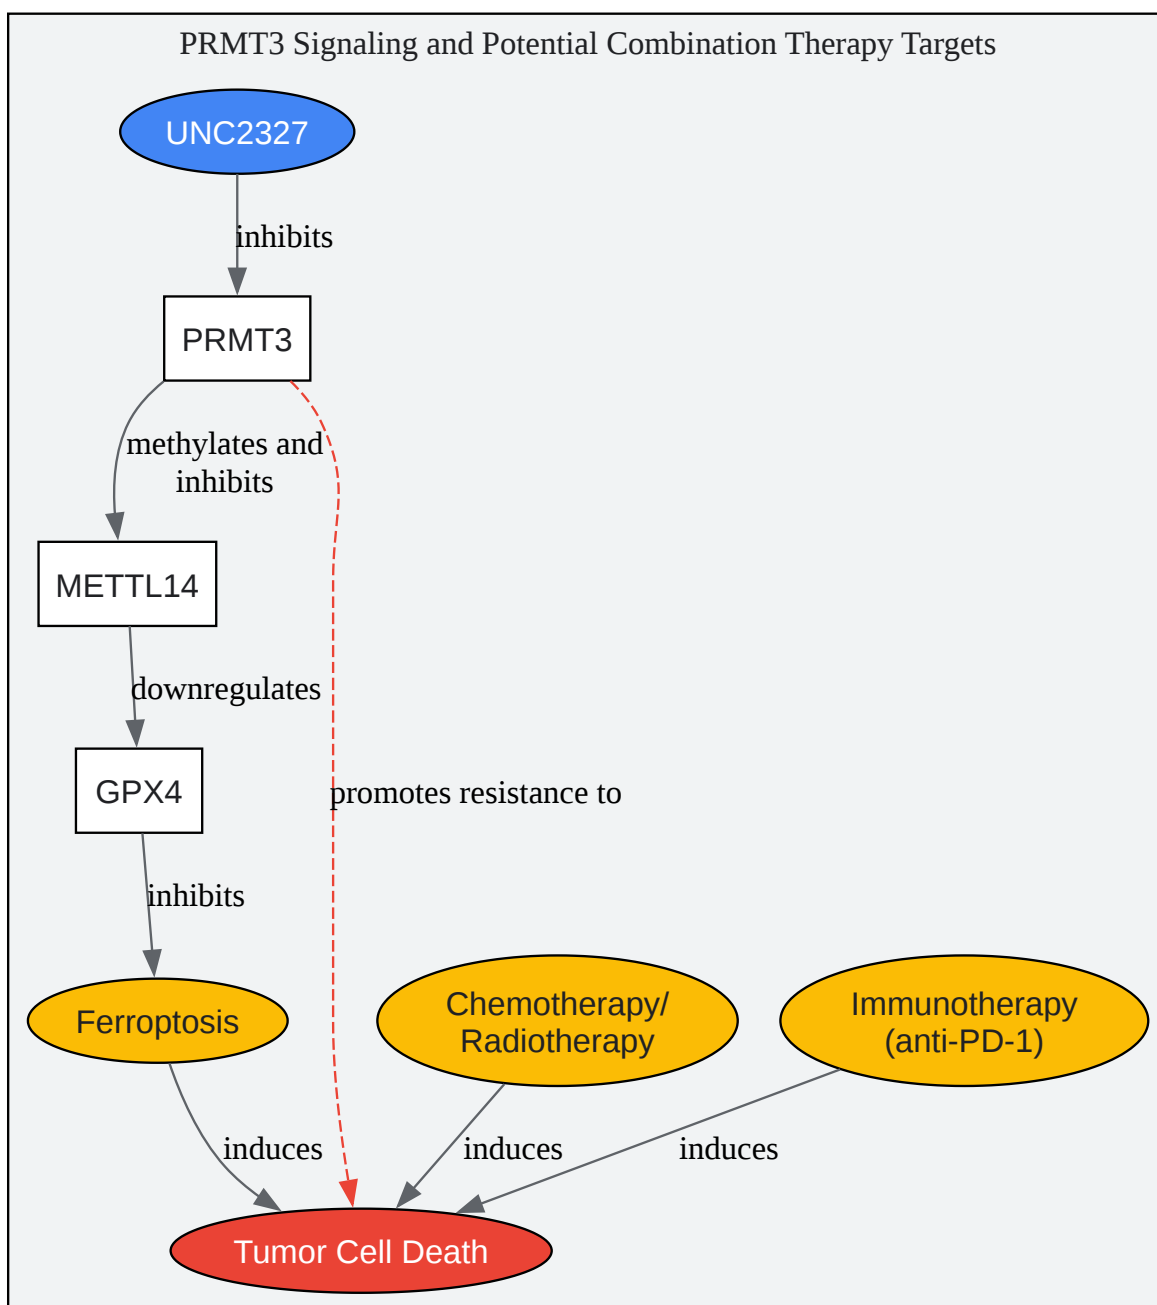 PRMT3 Signaling and Potential Combination Therapy Targets
UNC2327
inhibits
PRMT3
methylates and
inhibits
METTL14
downregulates
GPX4
promotes resistance to
inhibits
Ferroptosis
Chemotherapy/
Radiotherapy
Immunotherapy
(anti-PD-1)
induces
induces
induces
Tumor Cell Death